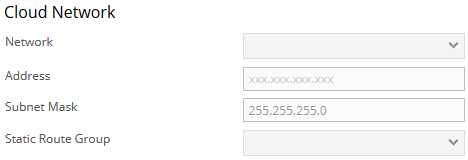 Cloud Network
Network
Address xxx.xxx.xxx.xxx
Subnet Mask 255.255.255.0
Static Route Group